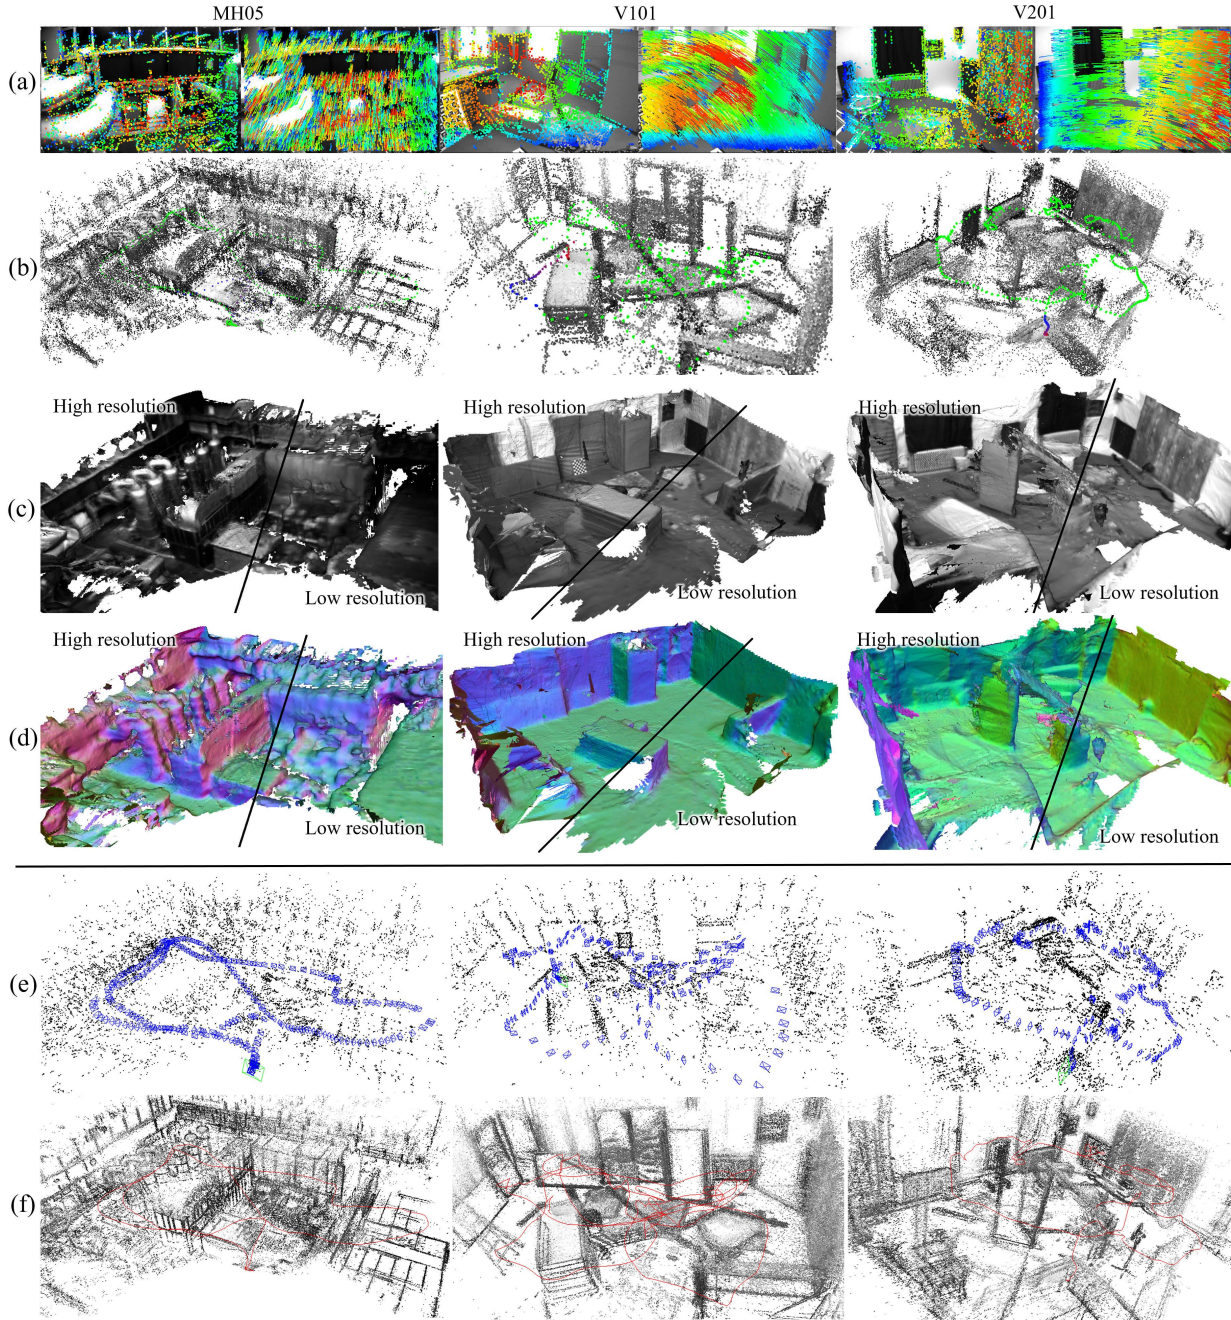 MH05 V101 V201
(a)
(b)
(c)
High resolution High resolution High resolution
Low resolution Low resolution Low resolution
(d)
High resolution High resolution High resolution
Low resolution Low resolution Low resolution
(e)
(f)